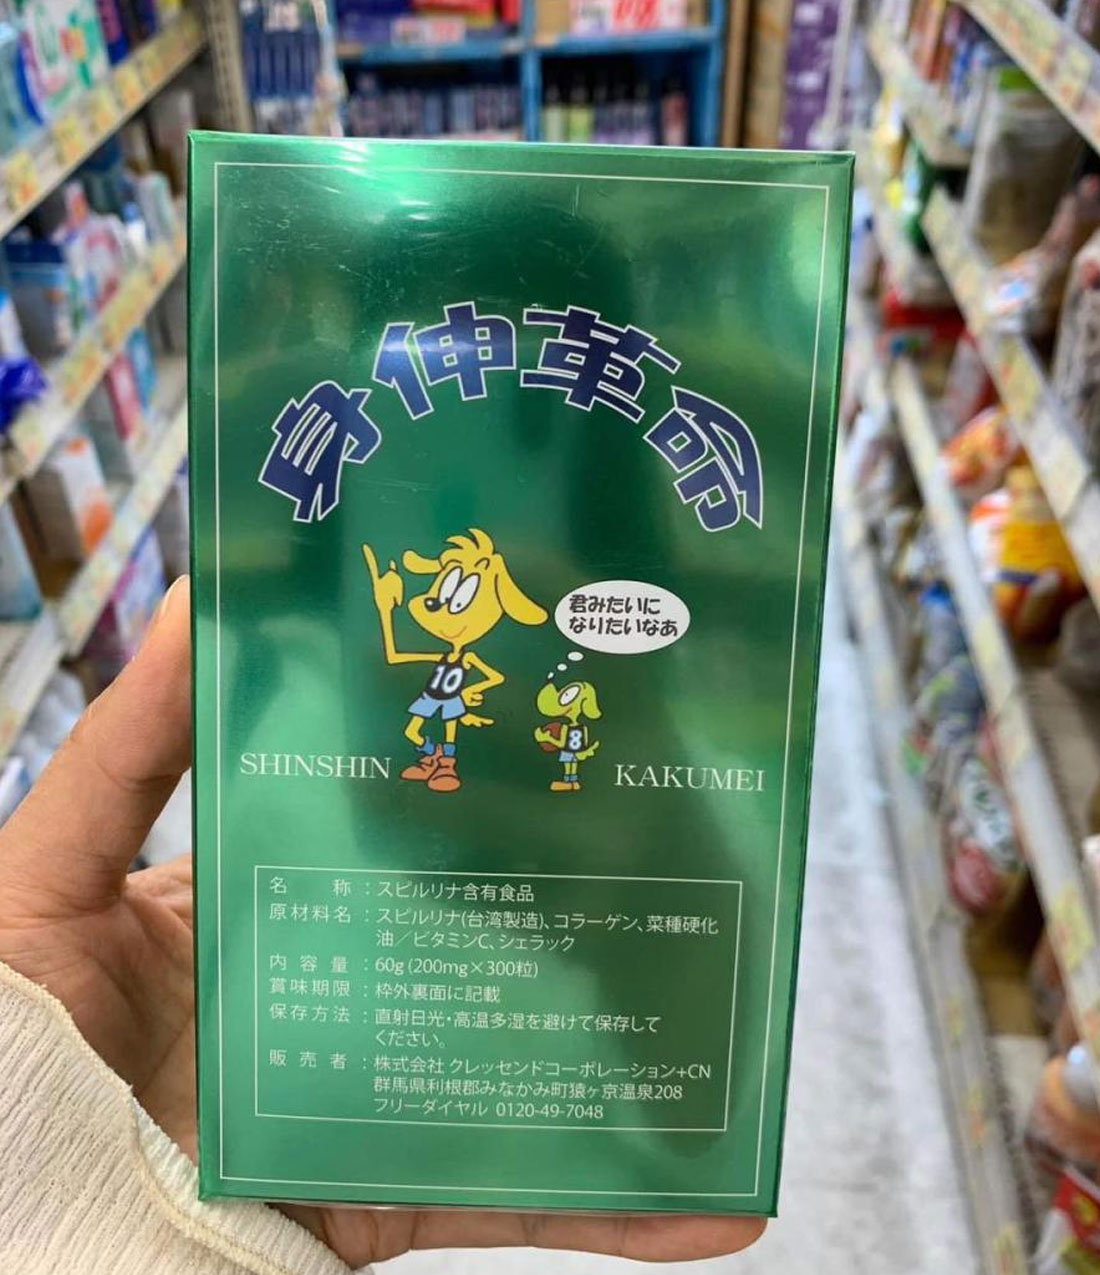 身伸革命
君みたいに
なりたいなあ
10
8
SHINSHIN KAKUMEI
名　　称：スピルリナ含有食品
原材料名：スピルリナ(台湾製造)、コラーゲン、菜種硬化
油／ビタミンC、シェラック
内 容 量：60g(200mg×300粒)
賞味期限：枠外裏面に記載
保存方法：直射日光・高温多湿を避けて保存して
ください。
販 売 者：株式会社 クレッセンドコーポレーション+CN
群馬県利根郡みなかみ町猿ヶ京温泉208
フリーダイヤル 0120-49-7048